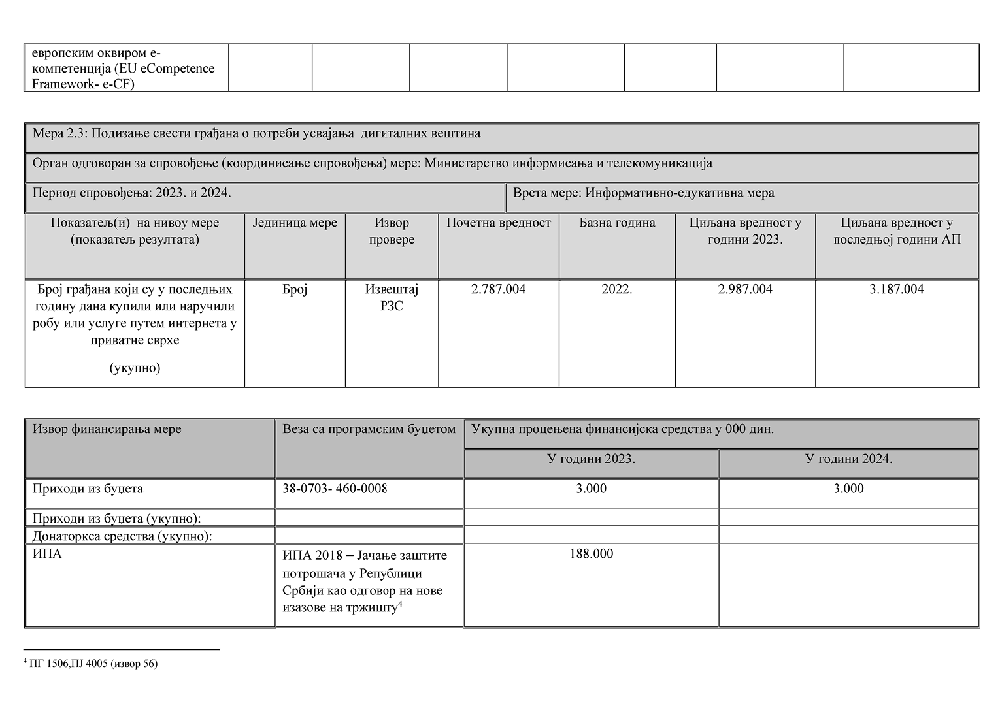 европским оквиром е-
компетенција (EU eCompetence
Framework- e-CF)
Мера 2.3: Подизање свести грађана о потреби усвајања дигиталних вештина
Орган одговоран за спровођење (координисање спровођења) мере: Министарство информисања и телекомуникација
Период спровођења: 2023. и 2024.
Врста мере: Информативно-едукативна мера
Показатељ(и) на нивоу мере
(показатељ резултата)
Јединица мере
Извор
провере
Почетна вредност
Базна година
Циљана вредност у
години 2023.
Циљана вредност у
последњој години АП
Број грађана који су у последњих
годину дана купили или наручили
робу или услуге путем интернета у
приватне сврхе
(укупно)
Број
Извештај
РЗС
2.787.004
2022.
2.987.004
3.187.004
Извор финансирања мере
Веза са програмским буџетом
Укупна процењена финансијска средства у 000 дин.
У години 2023.
У години 2024.
Приходи из буџета
38-0703- 460-0008
3.000
3.000
Приходи из буџета (укупно):
Донаторкса средства (укупно):
ИПА
ИПА 2018 – Јачање заштите
потрошача у Републици
Србији као одговор на нове
изазове на тржишту4
188.000
4 ПГ 1506,ПЈ 4005 (извор 56)